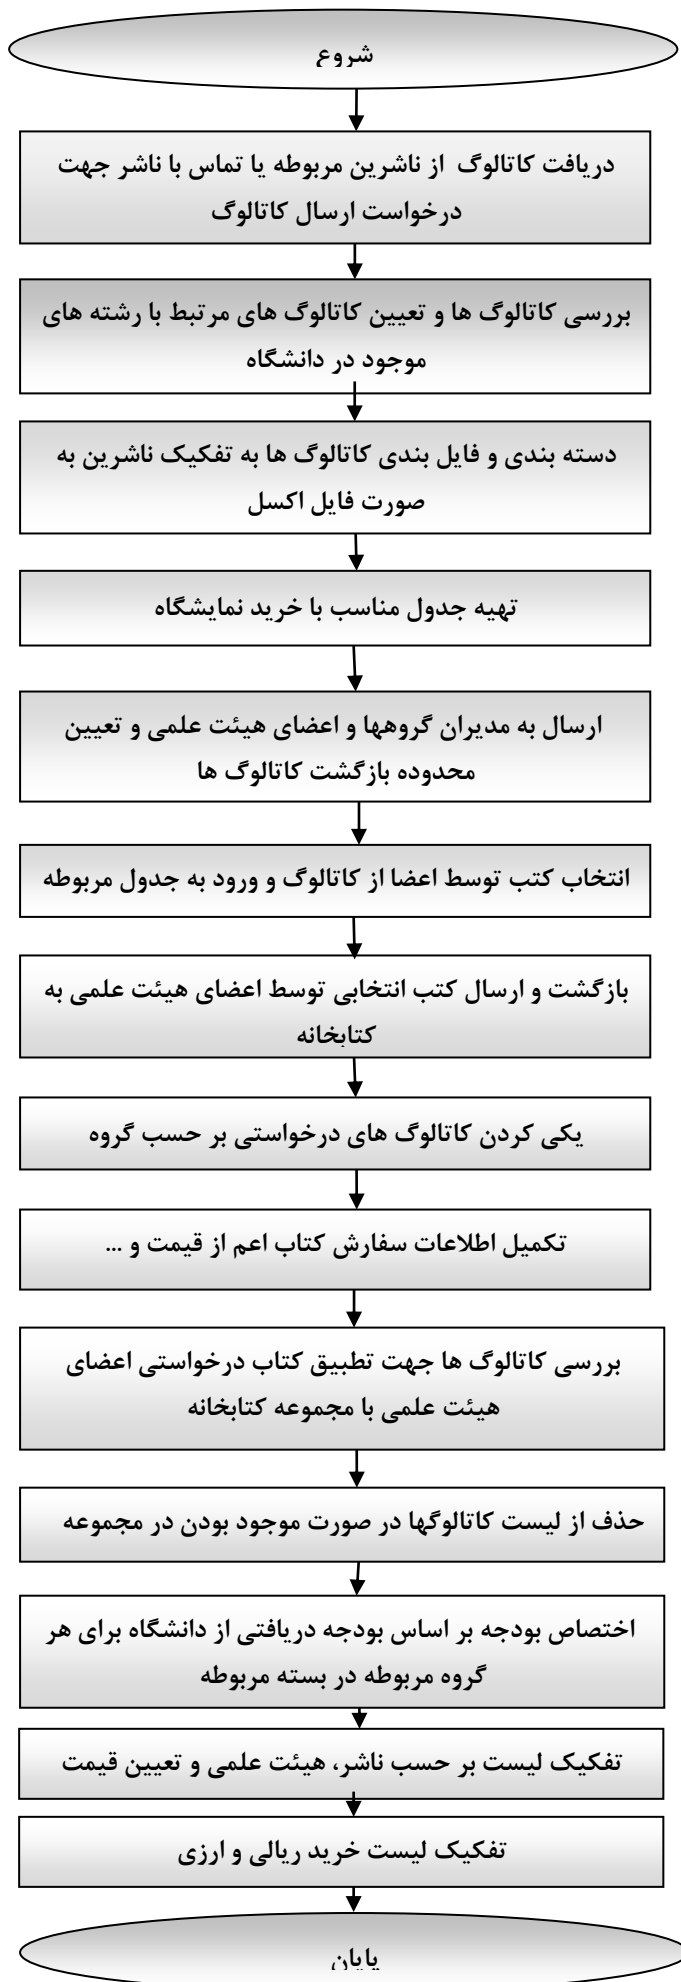 شروع
دریافت کاتالوگ از ناشرین مربوطه یا تماس با ناشر جهت
درخواست ارسال کاتالوگ
بررسی کاتالوگ ها و تعیین کاتالوگ های مرتبط با رشته های
موجود در دانشگاه
دسته بندی و فایل بندی کاتالوگ ها به تفکیک ناشرین به
صورت فایل اکسل
تهیه جدول مناسب با خرید نمایشگاه
ارسال به مدیران گروهها و اعضای هیئت علمی و تعیین
محدوده بازگشت کاتالوگ ها
انتخاب کتب توسط اعضا از کاتالوگ و ورود به جدول مربوطه
بازگشت و ارسال کتب انتخابی توسط اعضای هیئت علمی به
کتابخانه
یکی کردن کاتالوگ های درخواستی بر حسب گروه
تکمیل اطلاعات سفارش کتاب اعم از قیمت و ...
بررسی کاتالوگ ها جهت تطبیق کتاب درخواستی اعضای
هیئت علمی با مجموعه کتابخانه
حذف از لیست کاتالوگها در صورت موجود بودن در مجموعه
اختصاص بودجه بر اساس بودجه دریافتی از دانشگاه برای هر
گروه مربوطه در بسته مربوطه
تفکیک لیست بر حسب ناشر، هیئت علمی و تعیین قیمت
تفکیک لیست خرید ریالی و ارزی
پایان